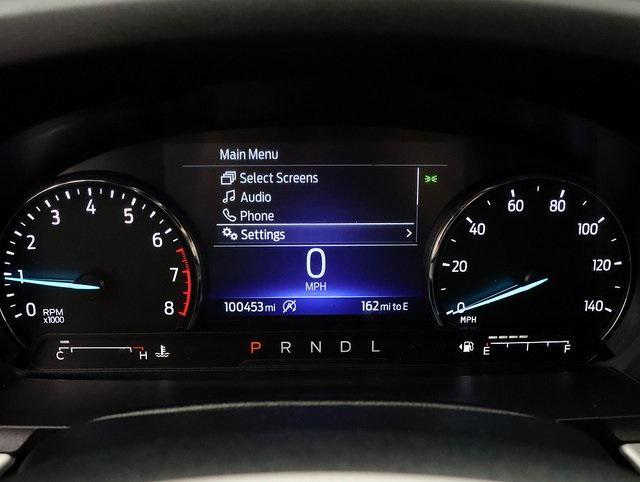 Main Menu
Select Screens
Audio
Phone
Settings
0
MPH
100453 mi
162 mi to E
0
1
2
3
4
5
6
7
8
RPM
x1000
0
20
40
60
80
100
120
140
MPH
C H
P R N D L
E F